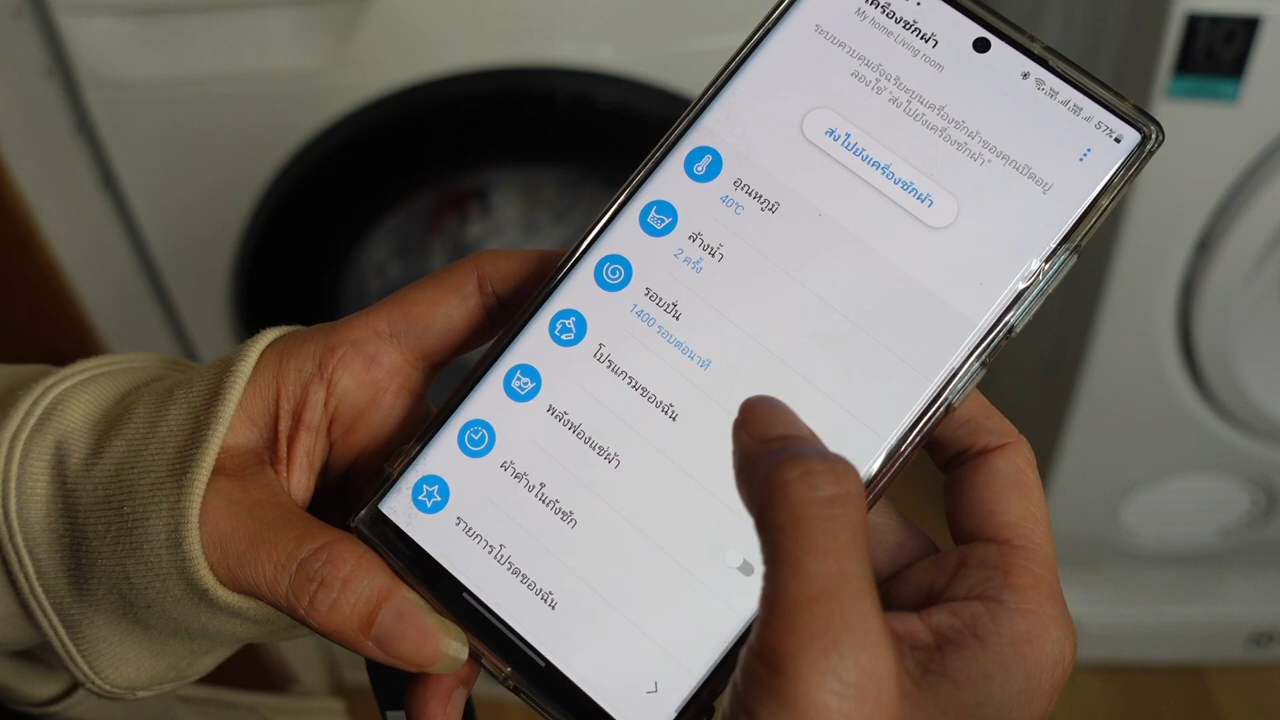 เครื่องซักผ้า
My home-Living room
57%
ระบบควบคุมอัจฉริยะบนเครื่องซักผ้าของคุณปิดอยู่
ลองใช้ "ส่งไปยังเครื่องซักผ้า"
ส่งไปยังเครื่องซักผ้า
อุณหภูมิ
40°C
ล้างน้ำ
2 ครั้ง
รอบปั่น
1400 รอบต่อนาที
โปรแกรมของฉัน
พลังฟองแช่ผ้า
ผ้าค้างในถังซัก
รายการโปรดของฉัน